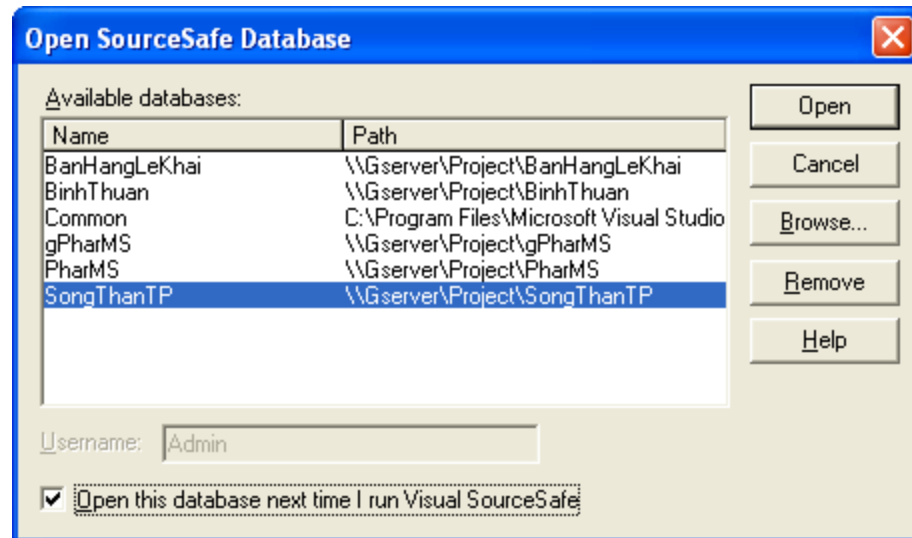 Open SourceSafe Database
Available databases:
Open
Name Path
BanHangLeKhai \\Gserver\Project\BanHangLeKhai
Cancel
BinhThuan \\Gserver\Project\BinhThuan
Common C:\Program Files\Microsoft Visual Studio
Browse...
gPharMS \\Gserver\Project\gPharMS
PharMS \\Gserver\Project\PharMS
Remove
SongThanTP \\Gserver\Project\SongThanTP
Help
Username: Admin
Open this database next time I run Visual SourceSafe